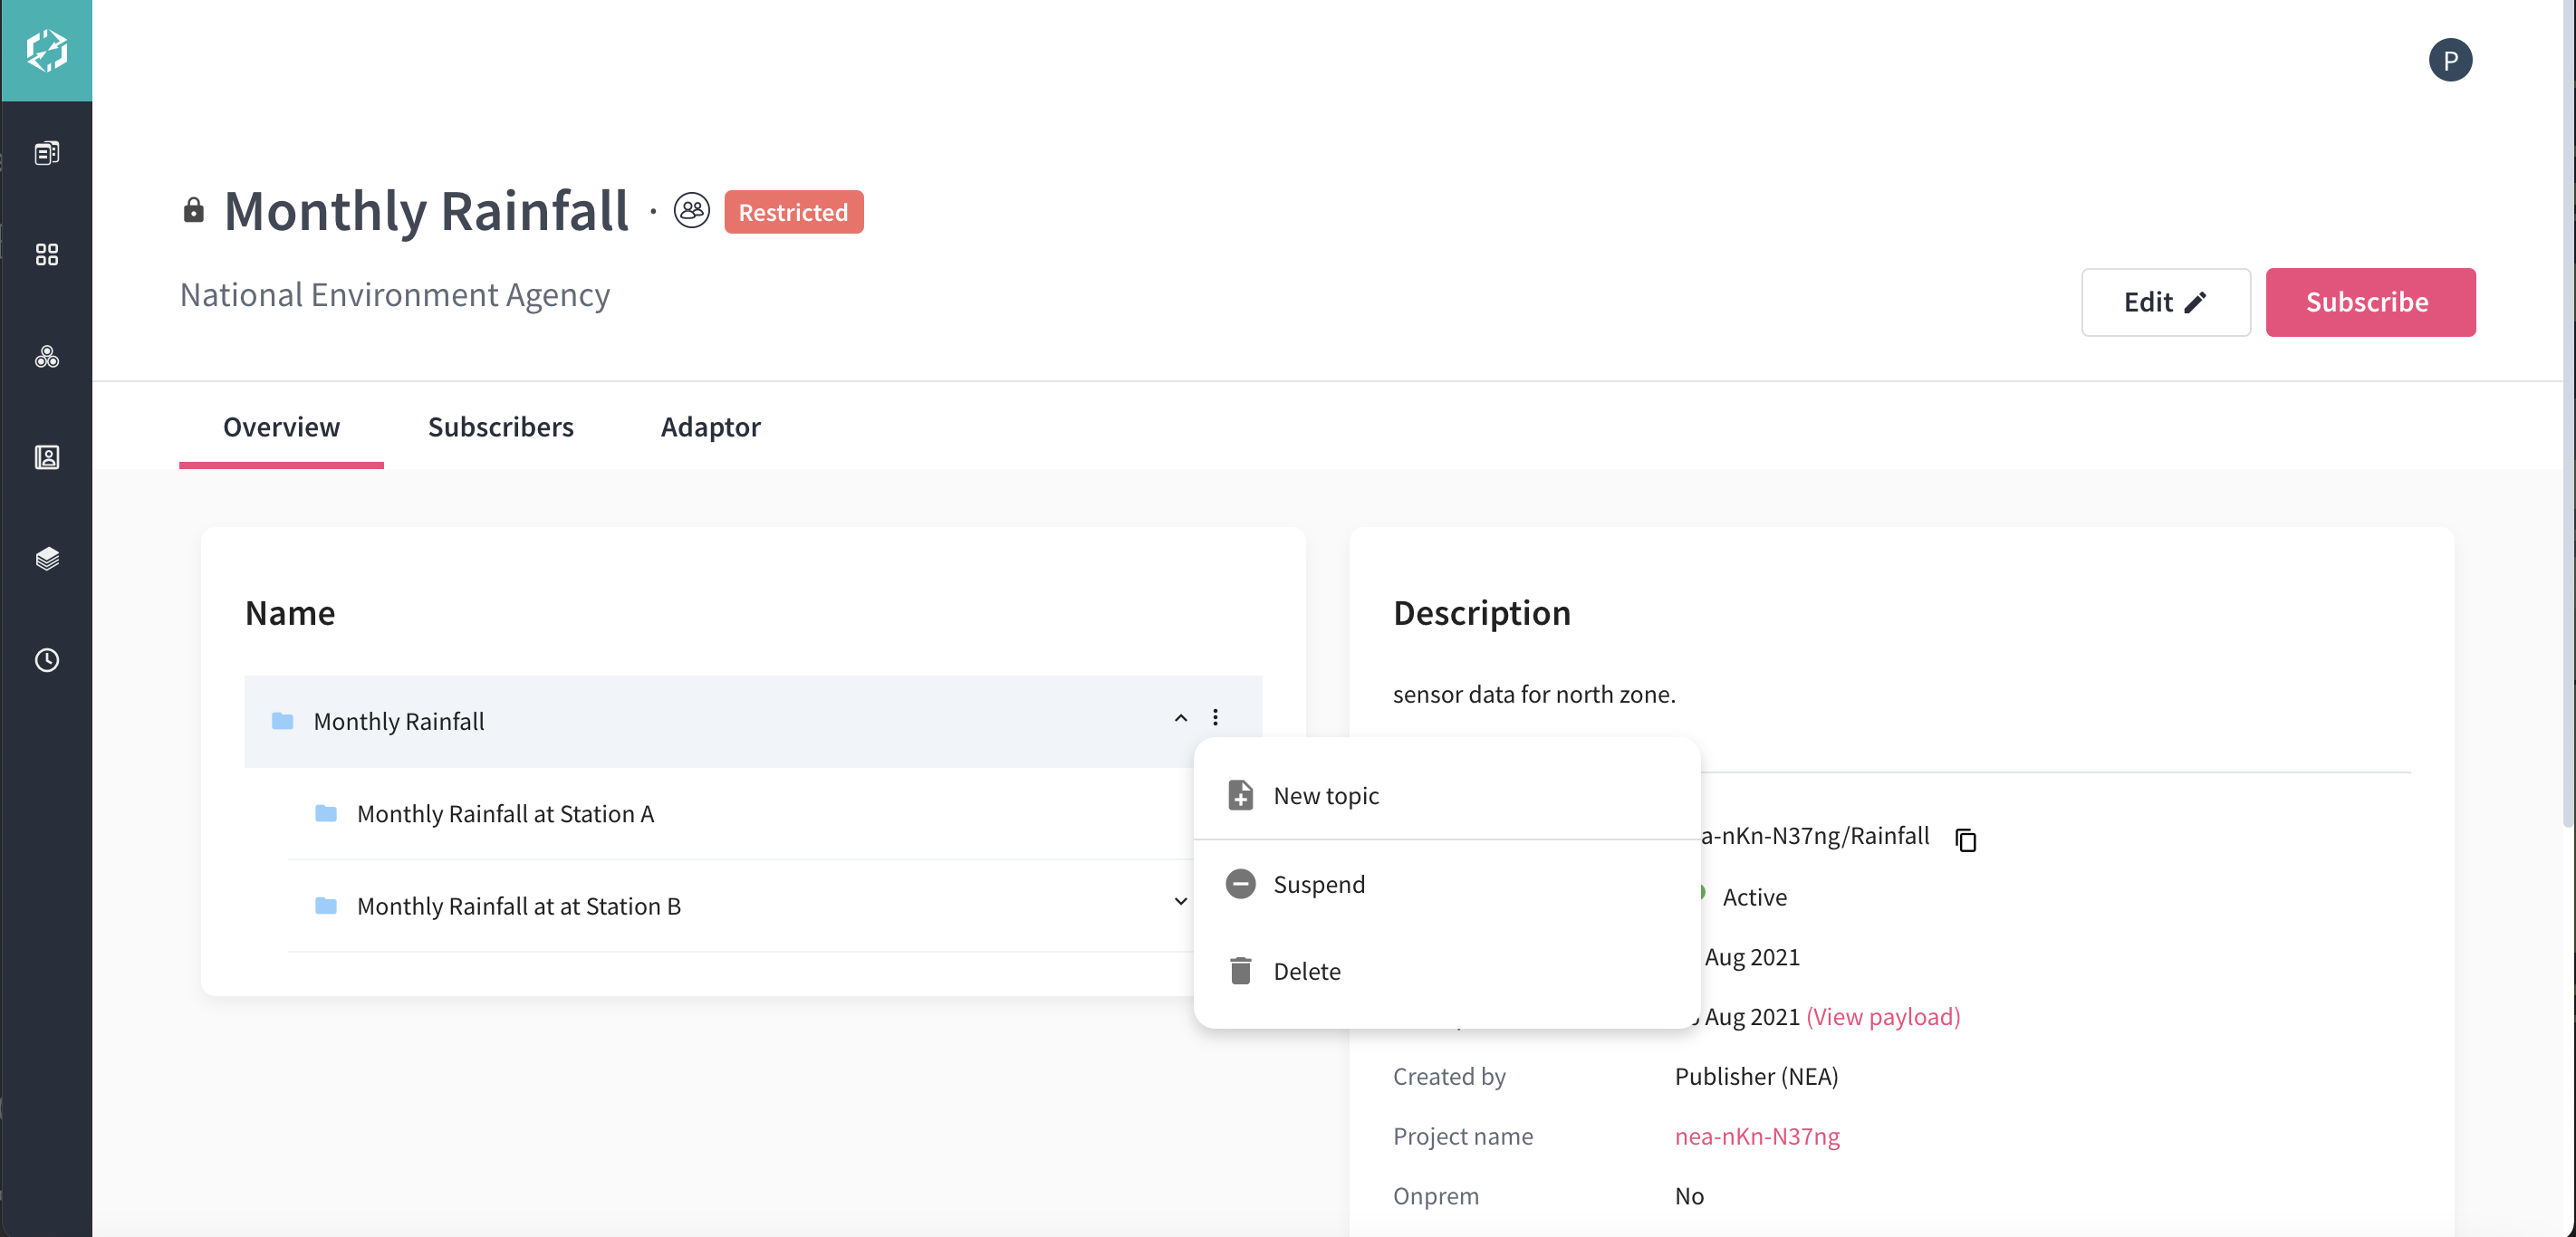 P
Monthly Rainfall · Restricted
National Environment Agency
Edit
Subscribe
Overview Subscribers Adaptor
Name
Monthly Rainfall
Monthly Rainfall at Station A
Monthly Rainfall at at Station B
New topic
Suspend
Delete
Description
sensor data for north zone.
a-nKn-N37ng/Rainfall
Active
Aug 2021
Aug 2021 (View payload)
Created by Publisher (NEA)
Project name nea-nKn-N37ng
Onprem No